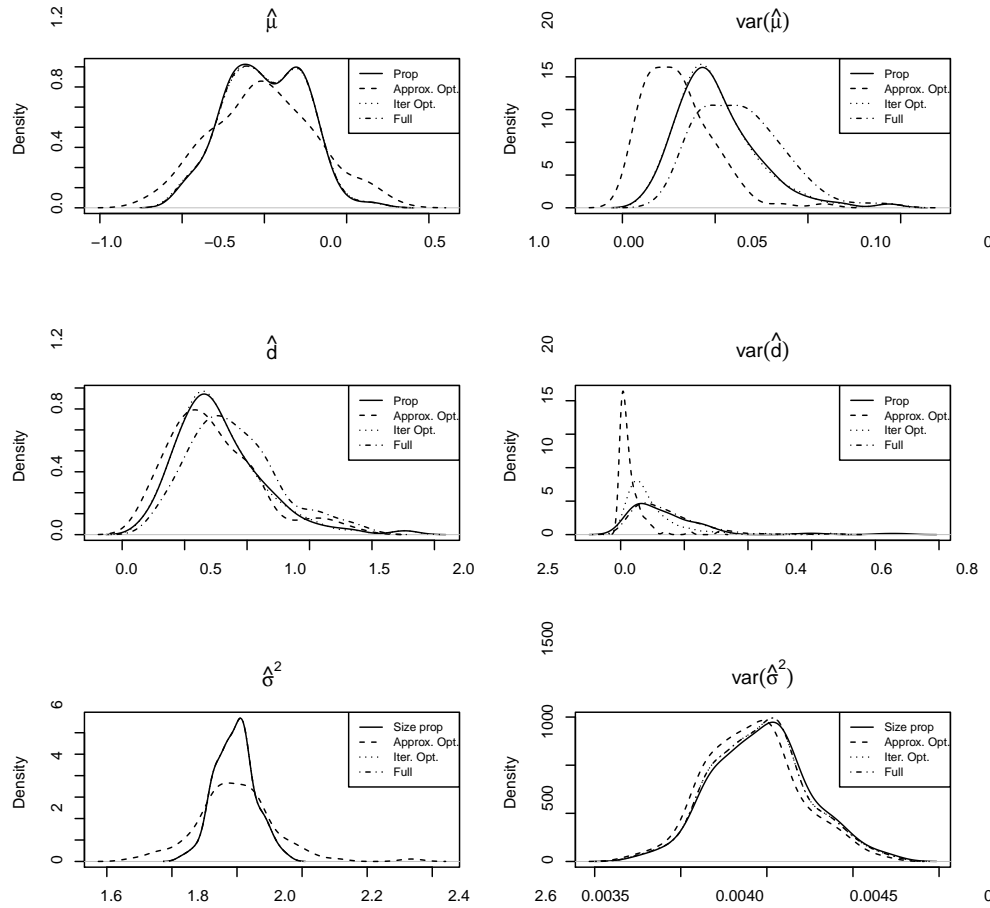 μ̂
Density
0.0 0.4 0.8 1.2
−1.0 −0.5 0.0 0.5 1.0
Prop
Approx. Opt.
Iter Opt.
Full
var(μ̂)
Density
0 5 10 15 20
0.00 0.05 0.10 0
Prop
Approx. Opt.
Iter Opt.
Full
d̂
Density
0.0 0.4 0.8 1.2
0.0 0.5 1.0 1.5 2.0 2.5
Prop
Approx. Opt.
Iter Opt.
Full
var(d̂)
Density
0 5 10 15 20
0.0 0.2 0.4 0.6 0.8
Prop
Approx. Opt.
Iter Opt.
Full
σ̂²
Density
0 2 4 6
1.6 1.8 2.0 2.2 2.4 2.6
Size prop
Approx. Opt.
Iter. Opt.
Full
var(σ̂²)
Density
0 500 1000 1500
0.0035 0.0040 0.0045 0
Size prop
Approx. Opt.
Iter. Opt.
Full